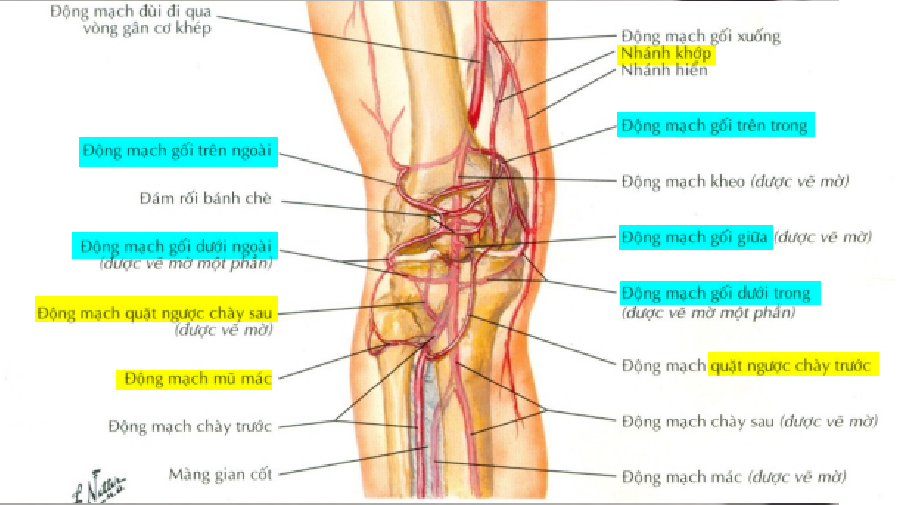 Động mạch đùi đi qua
vòng gân cơ khép
Động mạch gối trên ngoài
Đám rối bánh chè
Động mạch gối dưới ngoài
(được vẽ mờ một phần)
Động mạch quặt ngược chày sau
(được vẽ mờ)
Động mạch mũ mác
Động mạch chày trước
Màng gian cốt
Động mạch gối xuống
Nhánh khớp
Nhánh hiển
Động mạch gối trên trong
Động mạch kheo (được vẽ mờ)
Động mạch gối giữa (được vẽ mờ)
Động mạch gối dưới trong
(được vẽ mờ một phần)
Động mạch quặt ngược chày trước
Động mạch chày sau (được vẽ mờ)
Động mạch mác (được vẽ mờ)